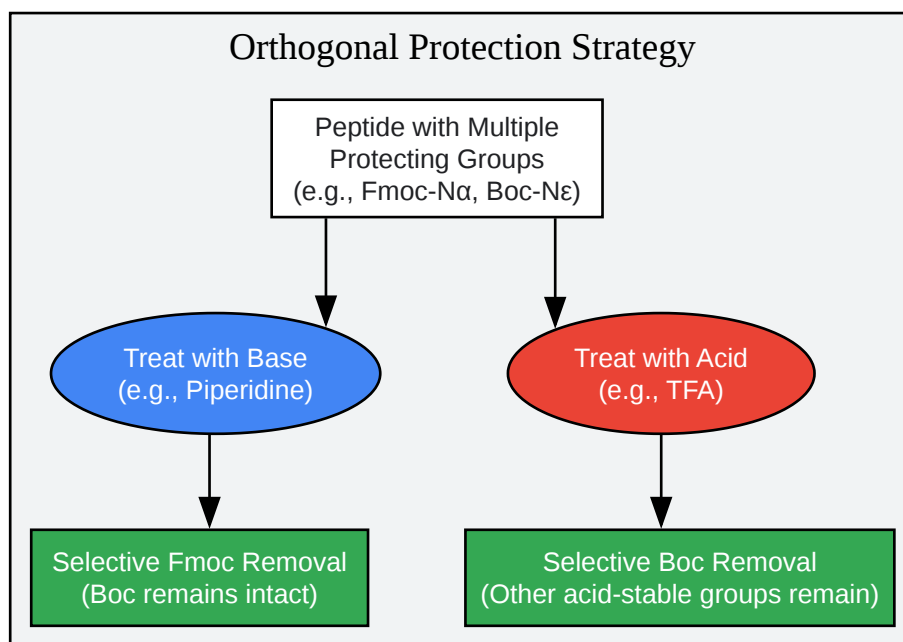 Orthogonal Protection Strategy
Peptide with Multiple
Protecting Groups
(e.g., Fmoc-Nα, Boc-Nε)
Treat with Base
(e.g., Piperidine)
Treat with Acid
(e.g., TFA)
Selective Fmoc Removal
(Boc remains intact)
Selective Boc Removal
(Other acid-stable groups remain)